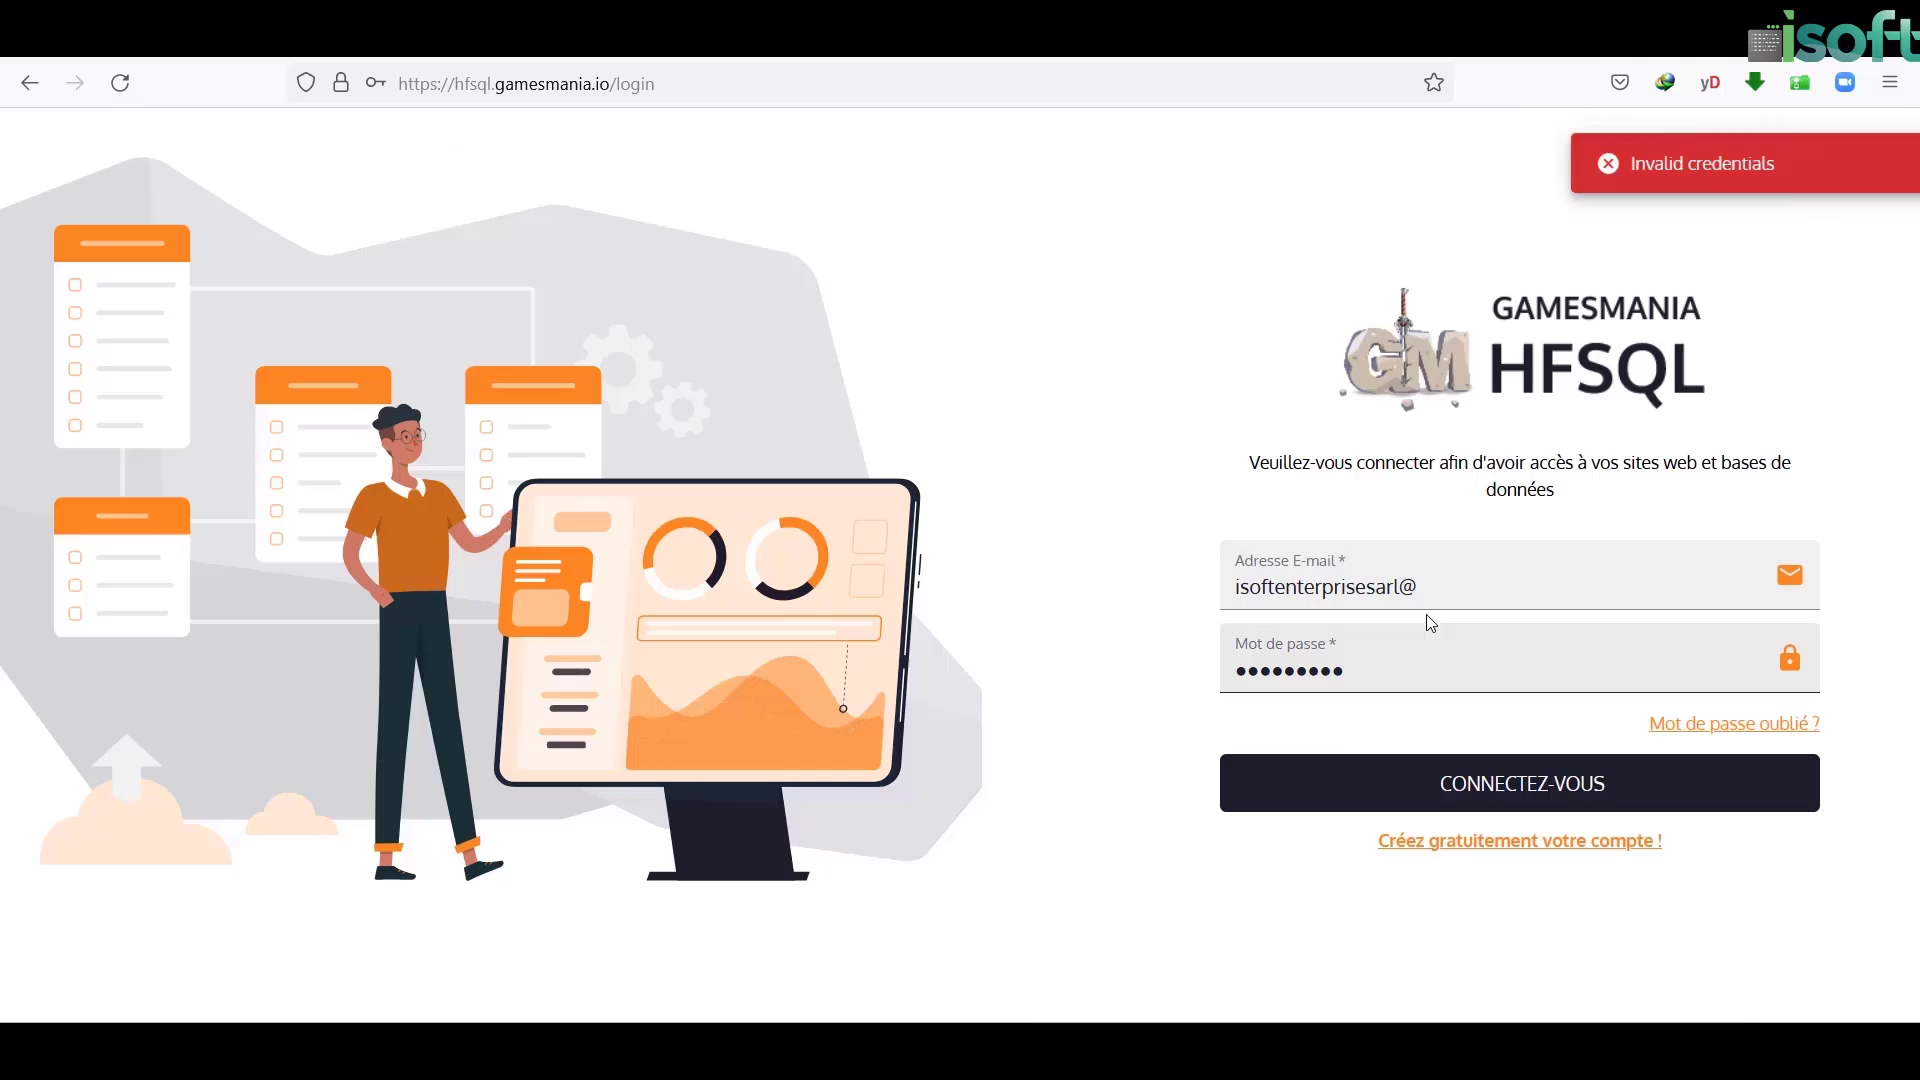 isoft
https://hfsql.gamesmania.io/login
yD
Invalid credentials
GM
GAMESMANIA
HFSQL
Veuillez-vous connecter afin d'avoir accès à vos sites web et bases de
données
Adresse E-mail *
isoftenterprisesarl@
Mot de passe *
Mot de passe oublié ?
CONNECTEZ-VOUS
Créez gratuitement votre compte !